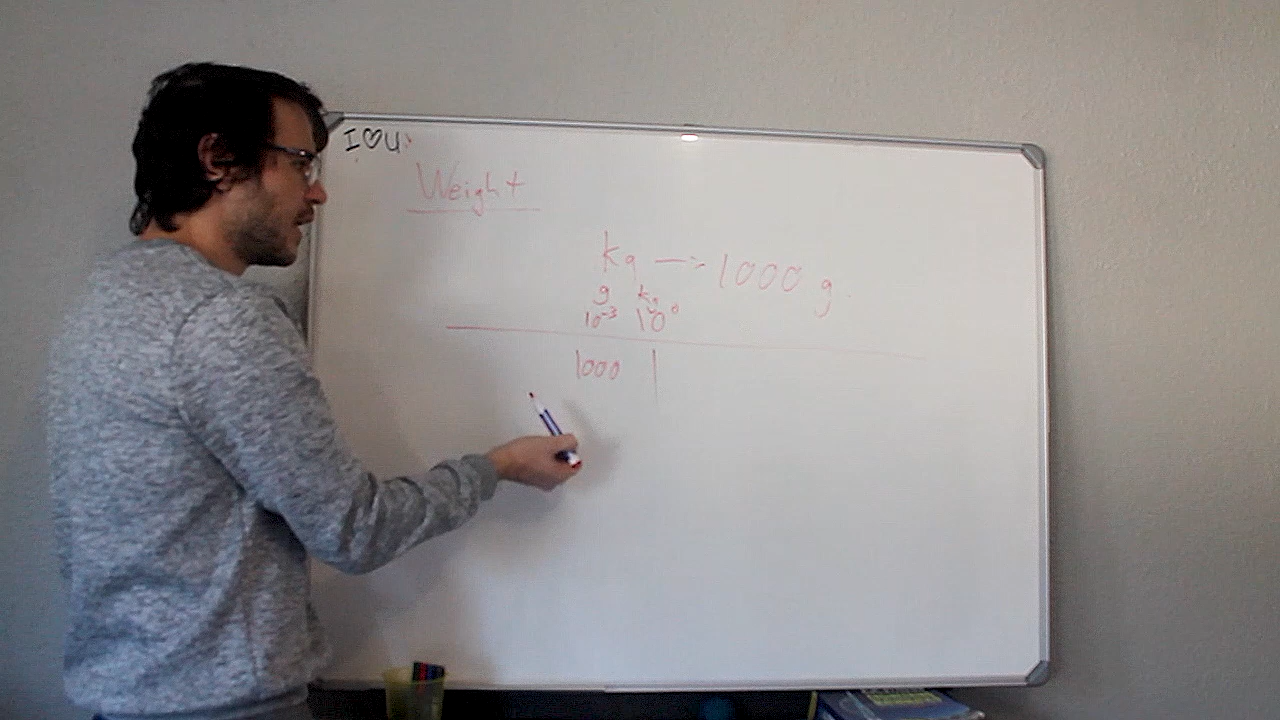 I♡U
Weight
kg --> 1000 g
g kg
10⁻³ 10⁰
1000 |